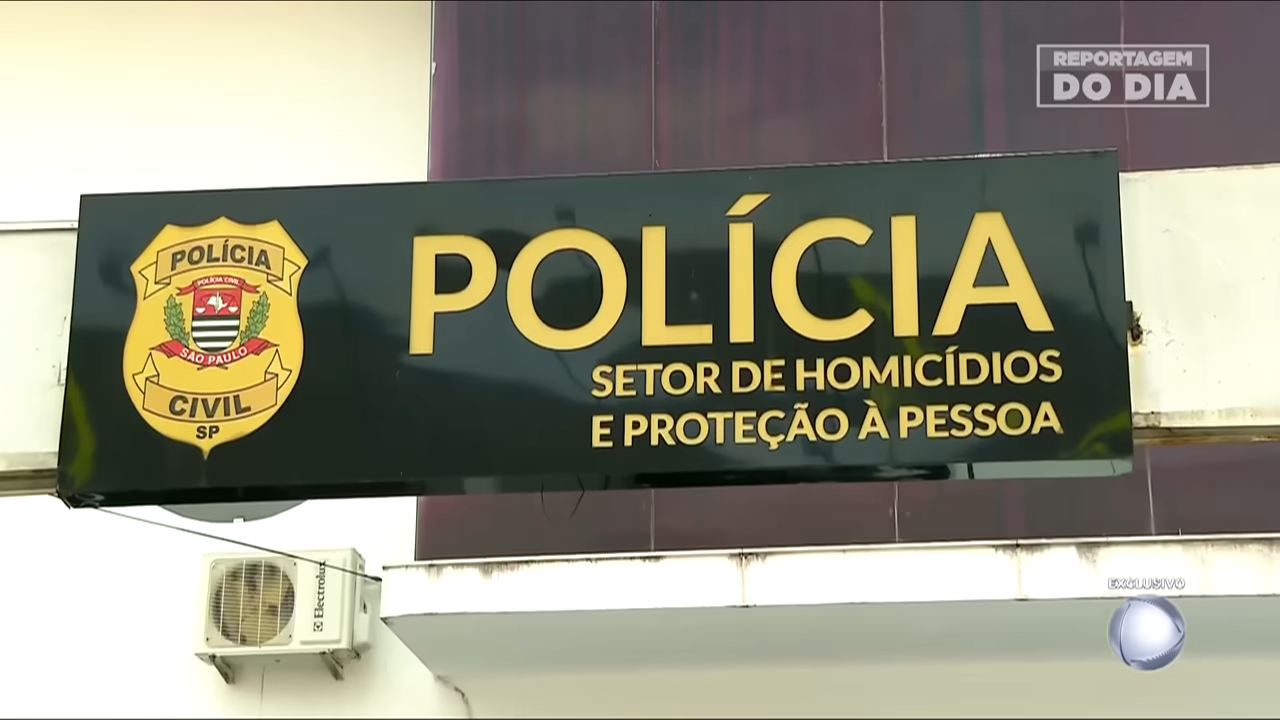 REPORTAGEM
DO DIA
POLÍCIA
POLÍCIA CIVIL
SÃO PAULO
CIVIL
SP
POLÍCIA
SETOR DE HOMICÍDIOS
E PROTEÇÃO À PESSOA
Electrolux
EXCLUSIVO